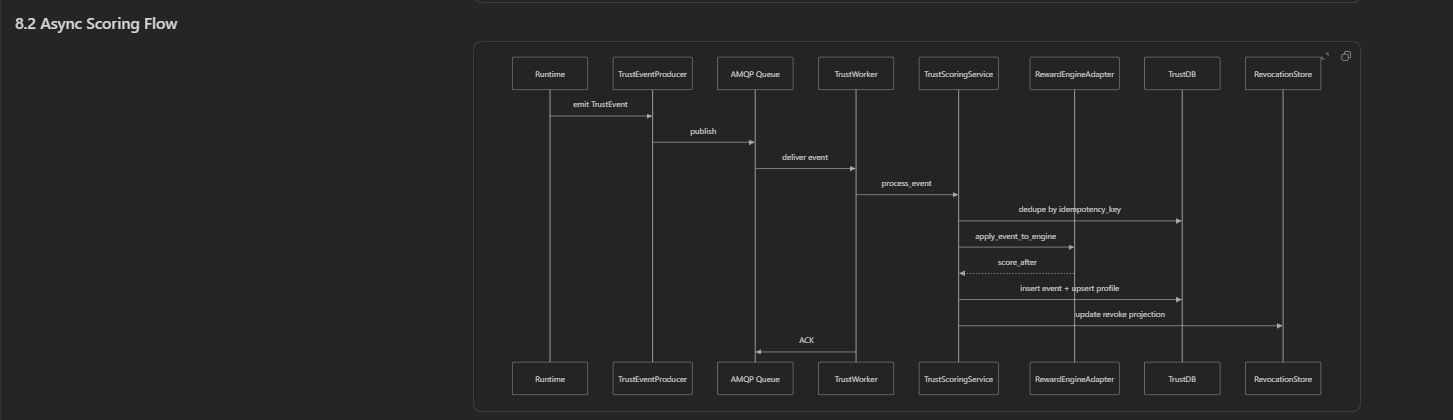 8.2 Async Scoring Flow
Runtime
TrustEventProducer
AMQP Queue
TrustWorker
TrustScoringService
RewardEngineAdapter
TrustDB
RevocationStore
emit TrustEvent
publish
deliver event
process_event
dedupe by idempotency_key
apply_event_to_engine
score_after
insert event + upsert profile
update revoke projection
ACK
Runtime
TrustEventProducer
AMQP Queue
TrustWorker
TrustScoringService
RewardEngineAdapter
TrustDB
RevocationStore